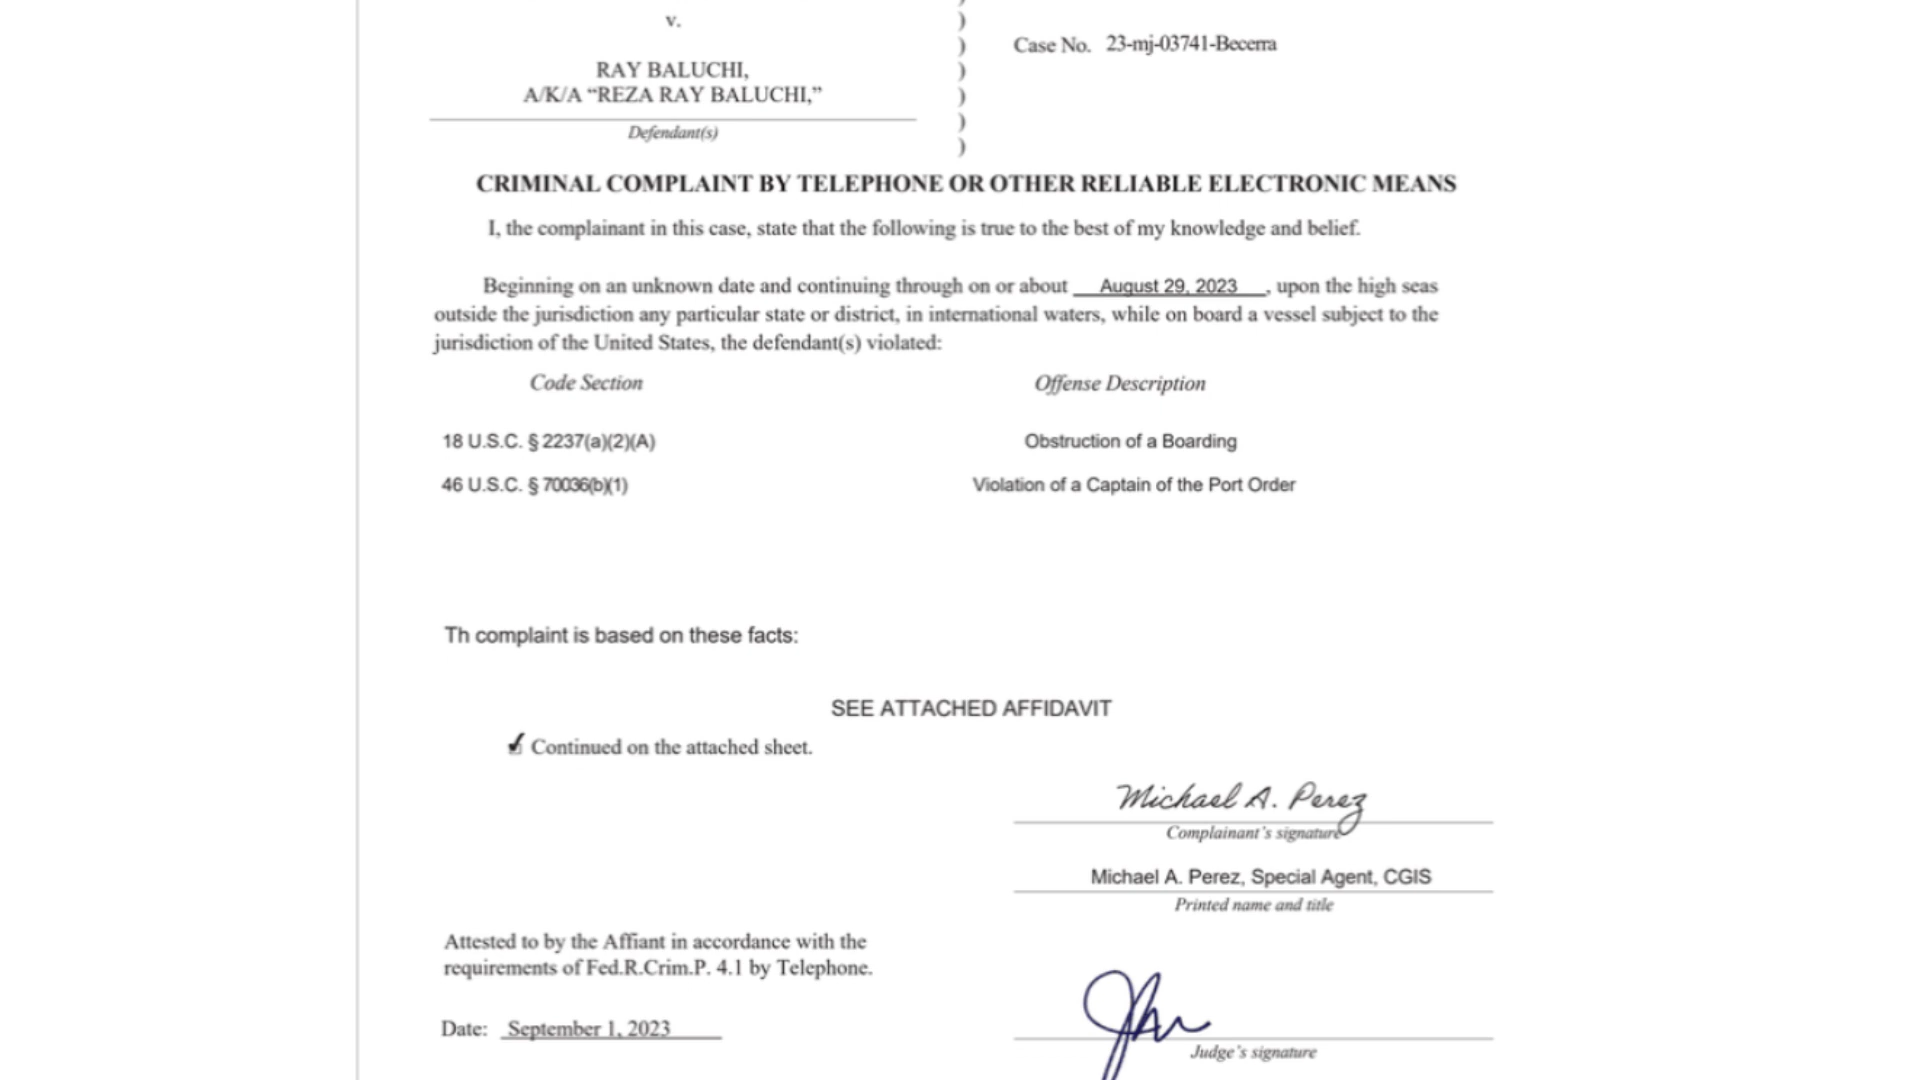 v.
RAY BALUCHI,
A/K/A “REZA RAY BALUCHI,”
Defendant(s)
)
)
)
)
)
)
)
Case No. 23-mj-03741-Becerra
CRIMINAL COMPLAINT BY TELEPHONE OR OTHER RELIABLE ELECTRONIC MEANS
I, the complainant in this case, state that the following is true to the best of my knowledge and belief.
Beginning on an unknown date and continuing through on or about August 29, 2023, upon the high seas
outside the jurisdiction any particular state or district, in international waters, while on board a vessel subject to the
jurisdiction of the United States, the defendant(s) violated:
Code Section Offense Description
18 U.S.C. § 2237(a)(2)(A) Obstruction of a Boarding
46 U.S.C. § 70036(b)(1) Violation of a Captain of the Port Order
Th complaint is based on these facts:
SEE ATTACHED AFFIDAVIT
✓ Continued on the attached sheet.
Michael A. Perez
Complainant’s signature
Michael A. Perez, Special Agent, CGIS
Printed name and title
Attested to by the Affiant in accordance with the
requirements of Fed.R.Crim.P. 4.1 by Telephone.
Date: September 1, 2023
Judge’s signature